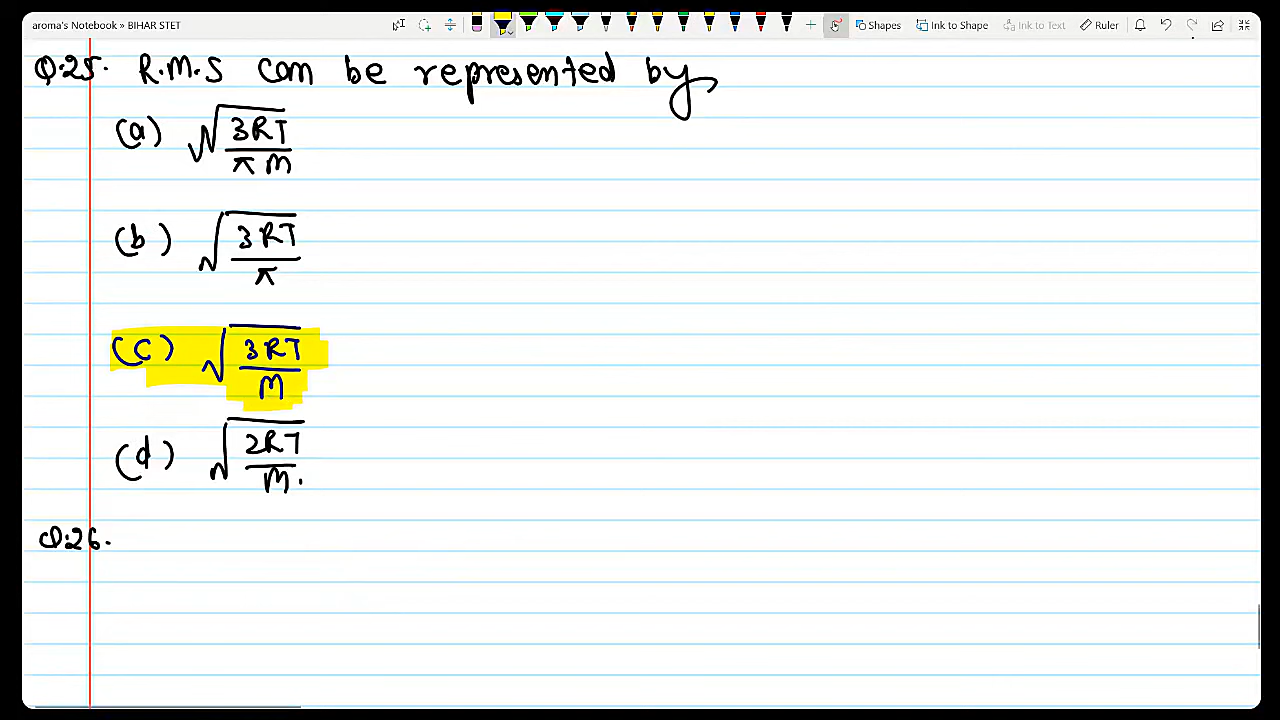 aroma's Notebook » BIHAR STET
Shapes Ink to Shape Ink to Text Ruler
Q.25. R.M.S can be represented by
(a) √(3RT/πM)
(b) √(3RT/π)
(c) √(3RT/M)
(d) √(2RT/M).
Q.26.